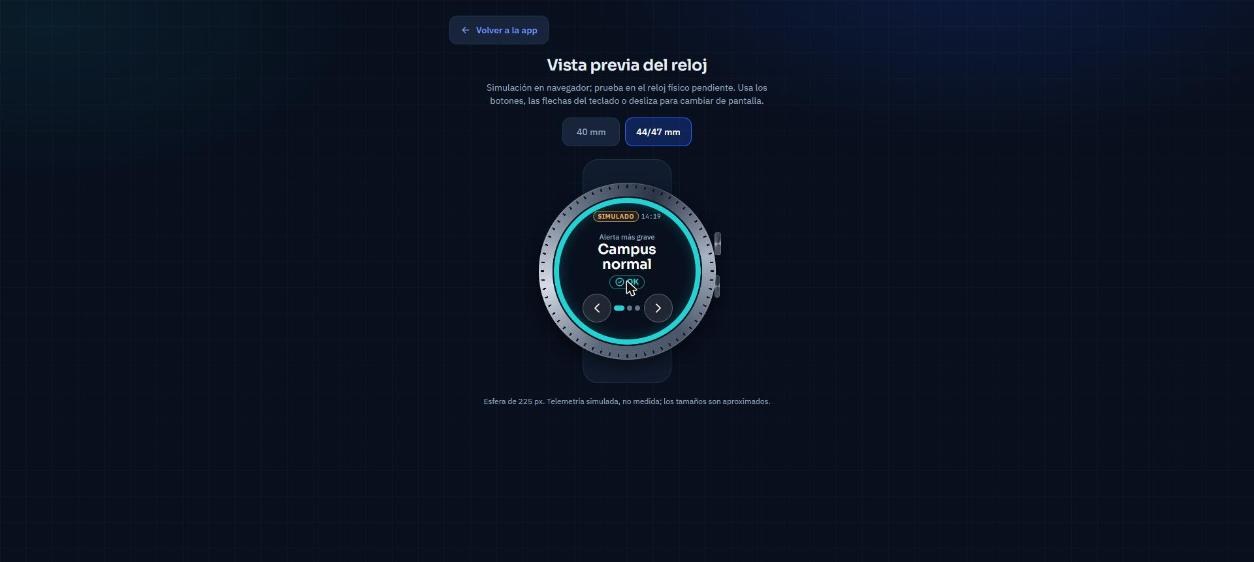 Volver a la app
Vista previa del reloj
Simulación en navegador; prueba en el reloj físico pendiente. Usa los
botones, las flechas del teclado o desliza para cambiar de pantalla.
40 mm
44/47 mm
SIMULADO 14:19
Alerta más grave
Campus
normal
OK
Esfera de 225 px. Telemetría simulada, no medida; los tamaños son aproximados.